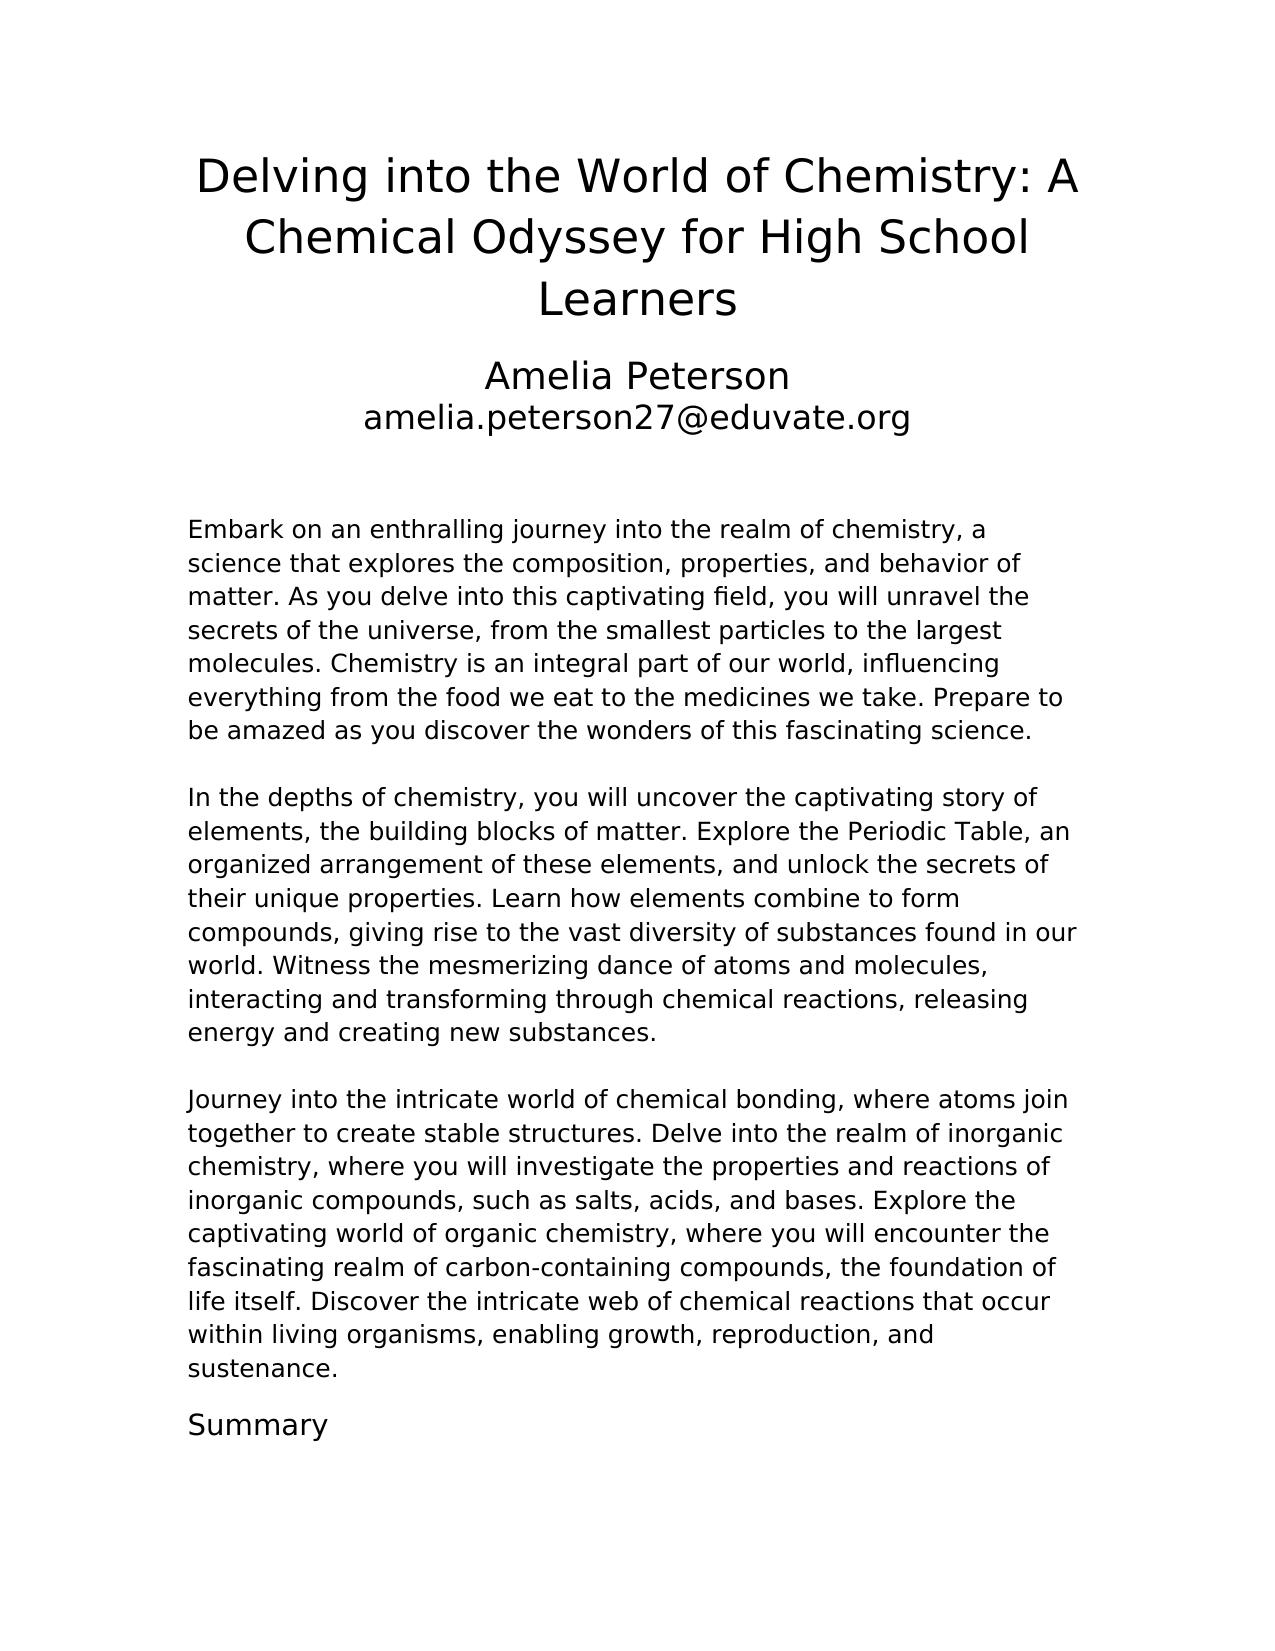 Delving into the World of Chemistry: A
Chemical Odyssey for High School
Learners
Amelia Peterson
amelia.peterson27@eduvate.org
Embark on an enthralling journey into the realm of chemistry, a
science that explores the composition, properties, and behavior of
matter. As you delve into this captivating field, you will unravel the
secrets of the universe, from the smallest particles to the largest
molecules. Chemistry is an integral part of our world, influencing
everything from the food we eat to the medicines we take. Prepare to
be amazed as you discover the wonders of this fascinating science.
In the depths of chemistry, you will uncover the captivating story of
elements, the building blocks of matter. Explore the Periodic Table, an
organized arrangement of these elements, and unlock the secrets of
their unique properties. Learn how elements combine to form
compounds, giving rise to the vast diversity of substances found in our
world. Witness the mesmerizing dance of atoms and molecules,
interacting and transforming through chemical reactions, releasing
energy and creating new substances.
Journey into the intricate world of chemical bonding, where atoms join
together to create stable structures. Delve into the realm of inorganic
chemistry, where you will investigate the properties and reactions of
inorganic compounds, such as salts, acids, and bases. Explore the
captivating world of organic chemistry, where you will encounter the
fascinating realm of carbon-containing compounds, the foundation of
life itself. Discover the intricate web of chemical reactions that occur
within living organisms, enabling growth, reproduction, and
sustenance.
Summary